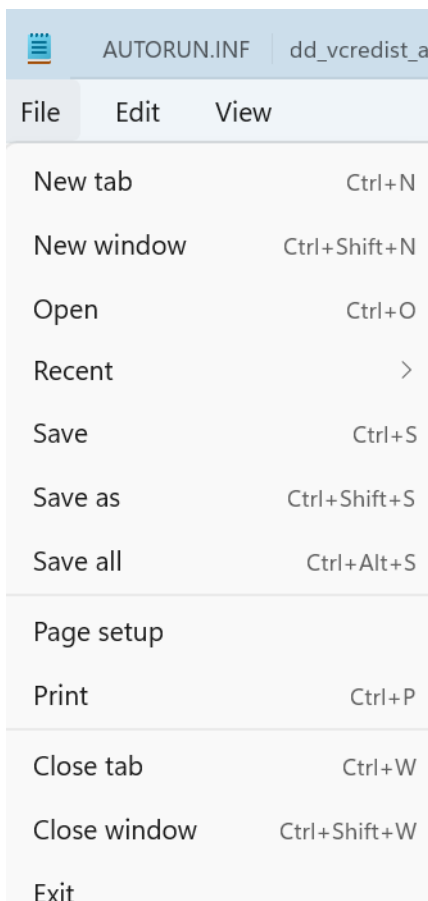 AUTORUN.INF dd_vcredist_a
File Edit View
New tab Ctrl+N
New window Ctrl+Shift+N
Open Ctrl+O
Recent
Save Ctrl+S
Save as Ctrl+Shift+S
Save all Ctrl+Alt+S
Page setup
Print Ctrl+P
Close tab Ctrl+W
Close window Ctrl+Shift+W
Exit